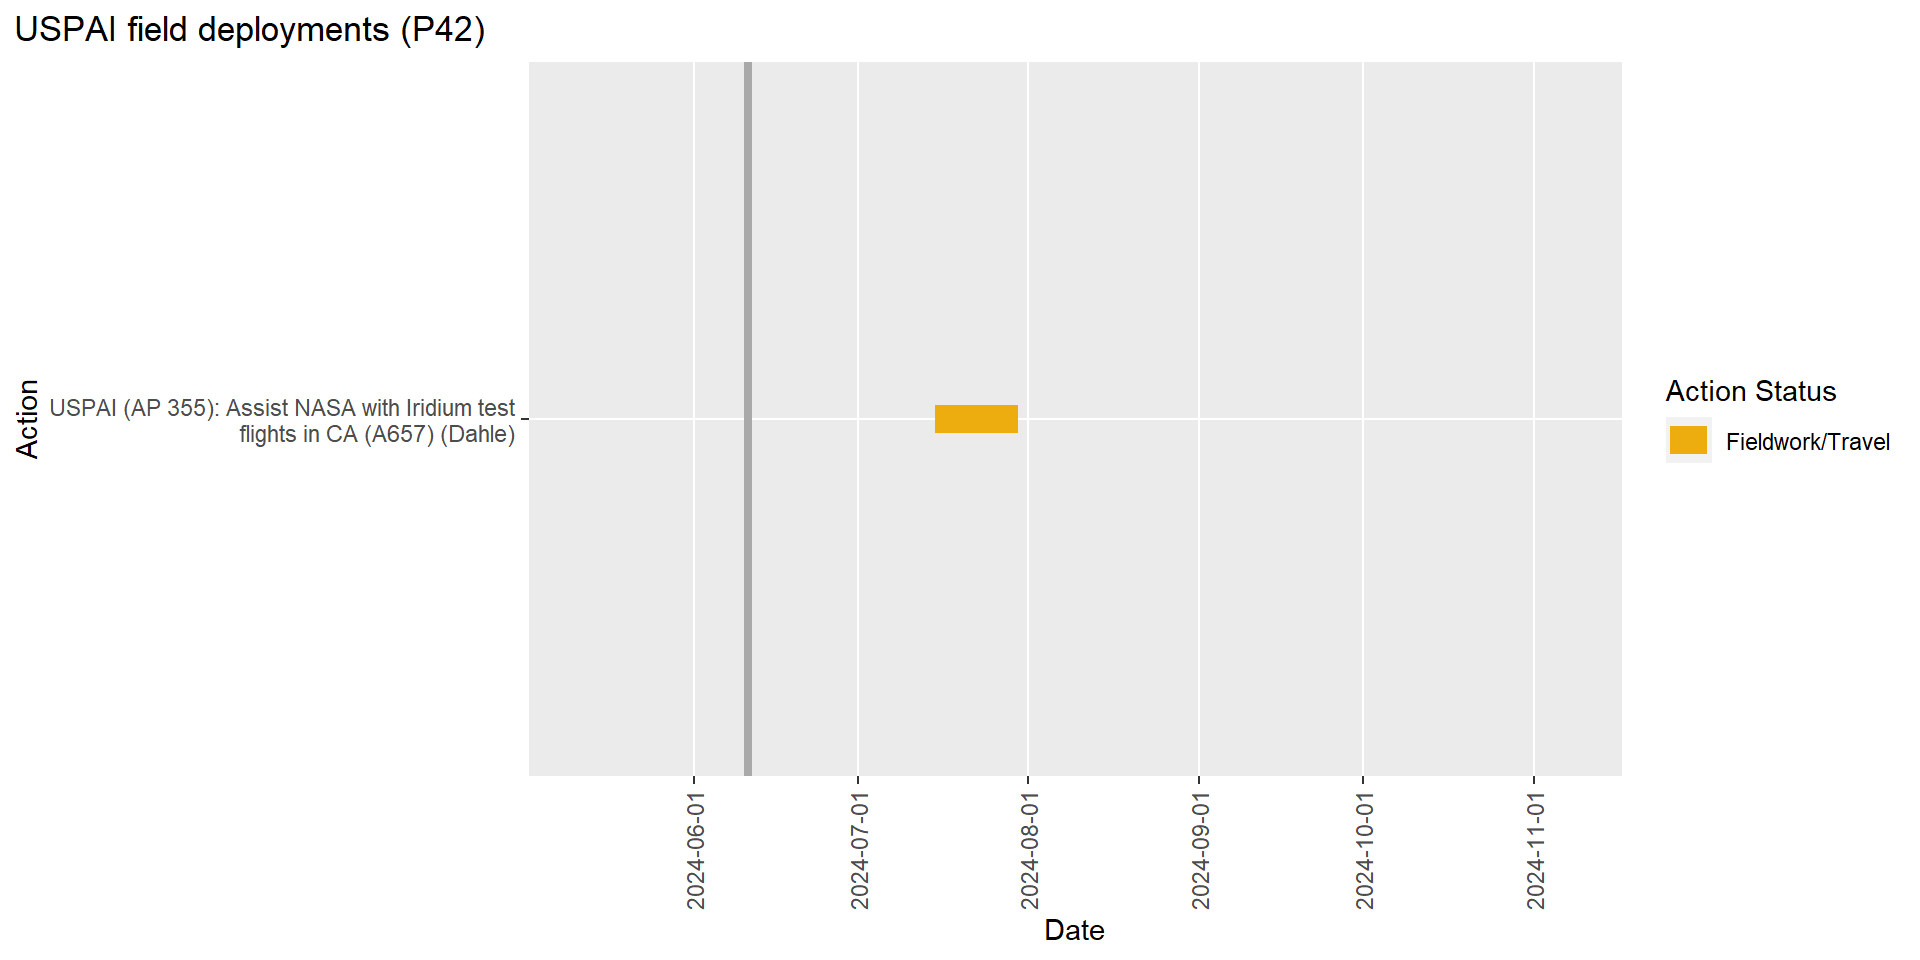 USPAI field deployments (P42)
Action
USPAI (AP 355): Assist NASA with Iridium test
flights in CA (A657) (Dahle)
2024-06-01
2024-07-01
2024-08-01
2024-09-01
2024-10-01
2024-11-01
Date
Action Status
Fieldwork/Travel